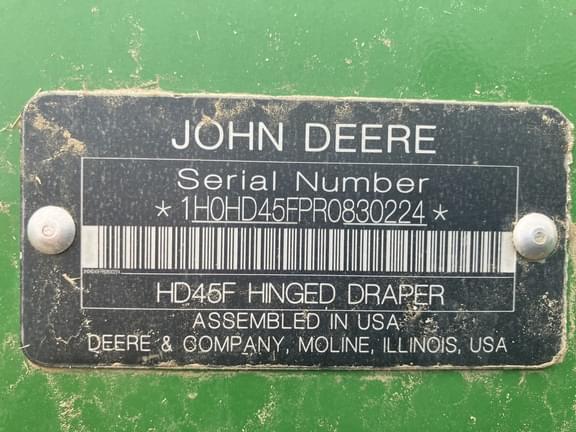 JOHN DEERE
Serial Number
*1H0HD45FPR0830224*
HD45F HINGED DRAPER
ASSEMBLED IN USA
DEERE & COMPANY, MOLINE, ILLINOIS, USA